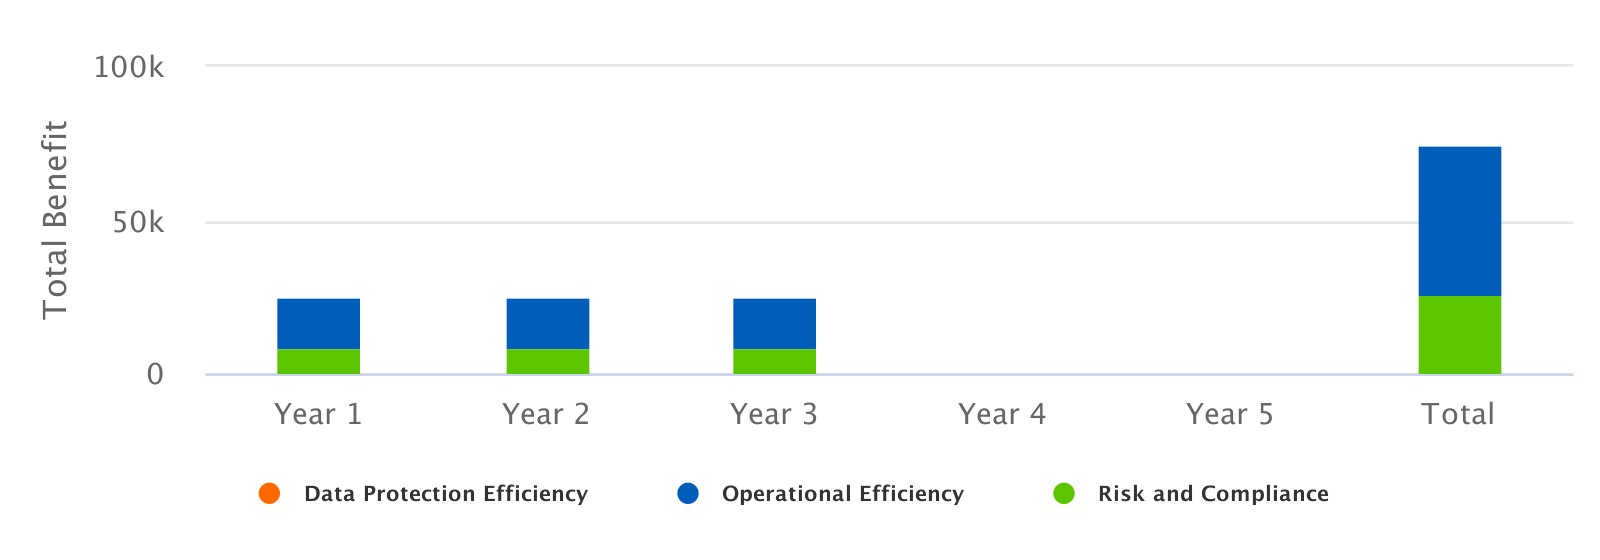 100k
50k
0
Total Benefit
Year 1 Year 2 Year 3 Year 4 Year 5 Total
Data Protection Efficiency Operational Efficiency Risk and Compliance